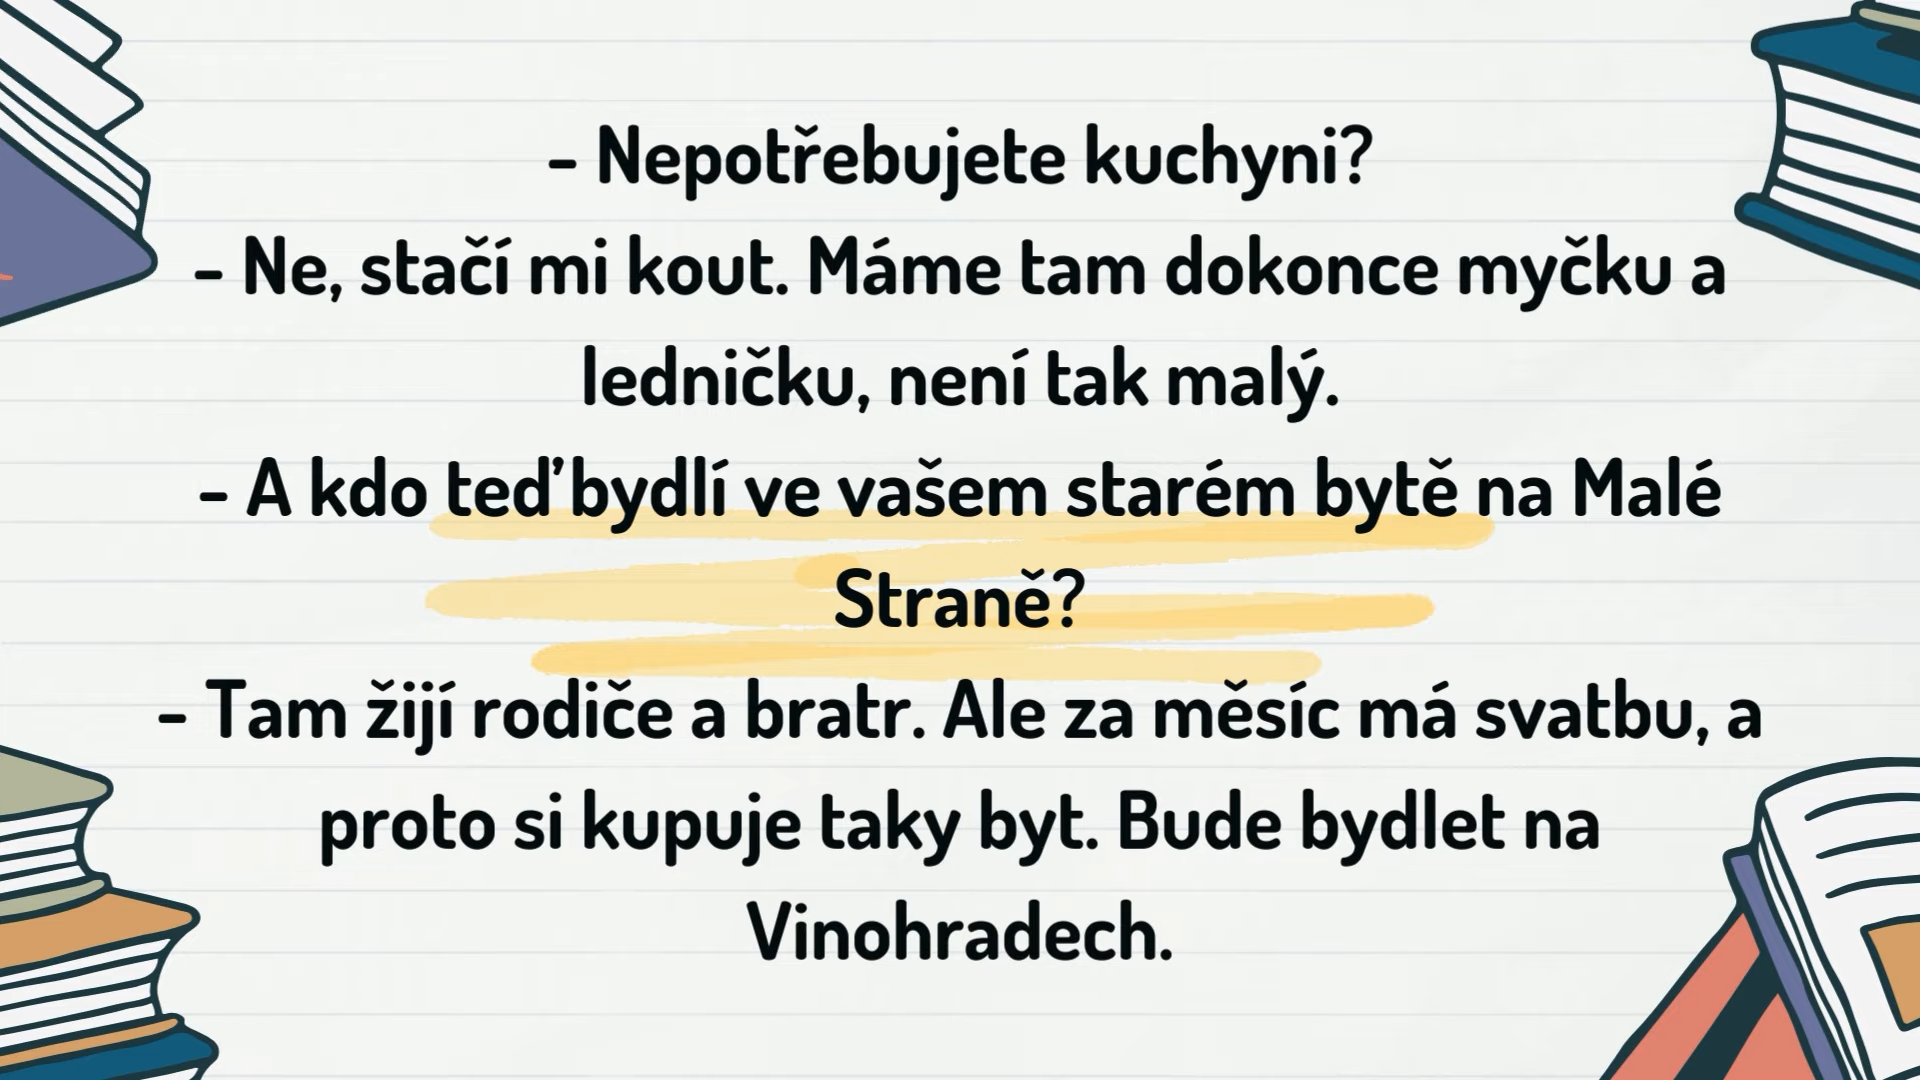 - Nepotřebujete kuchyni?
- Ne, stačí mi kout. Máme tam dokonce myčku a
ledničku, není tak malý.
- A kdo teď bydlí ve vašem starém bytě na Malé
Straně?
- Tam žijí rodiče a bratr. Ale za měsíc má svatbu, a
proto si kupuje taky byt. Bude bydlet na
Vinohradech.